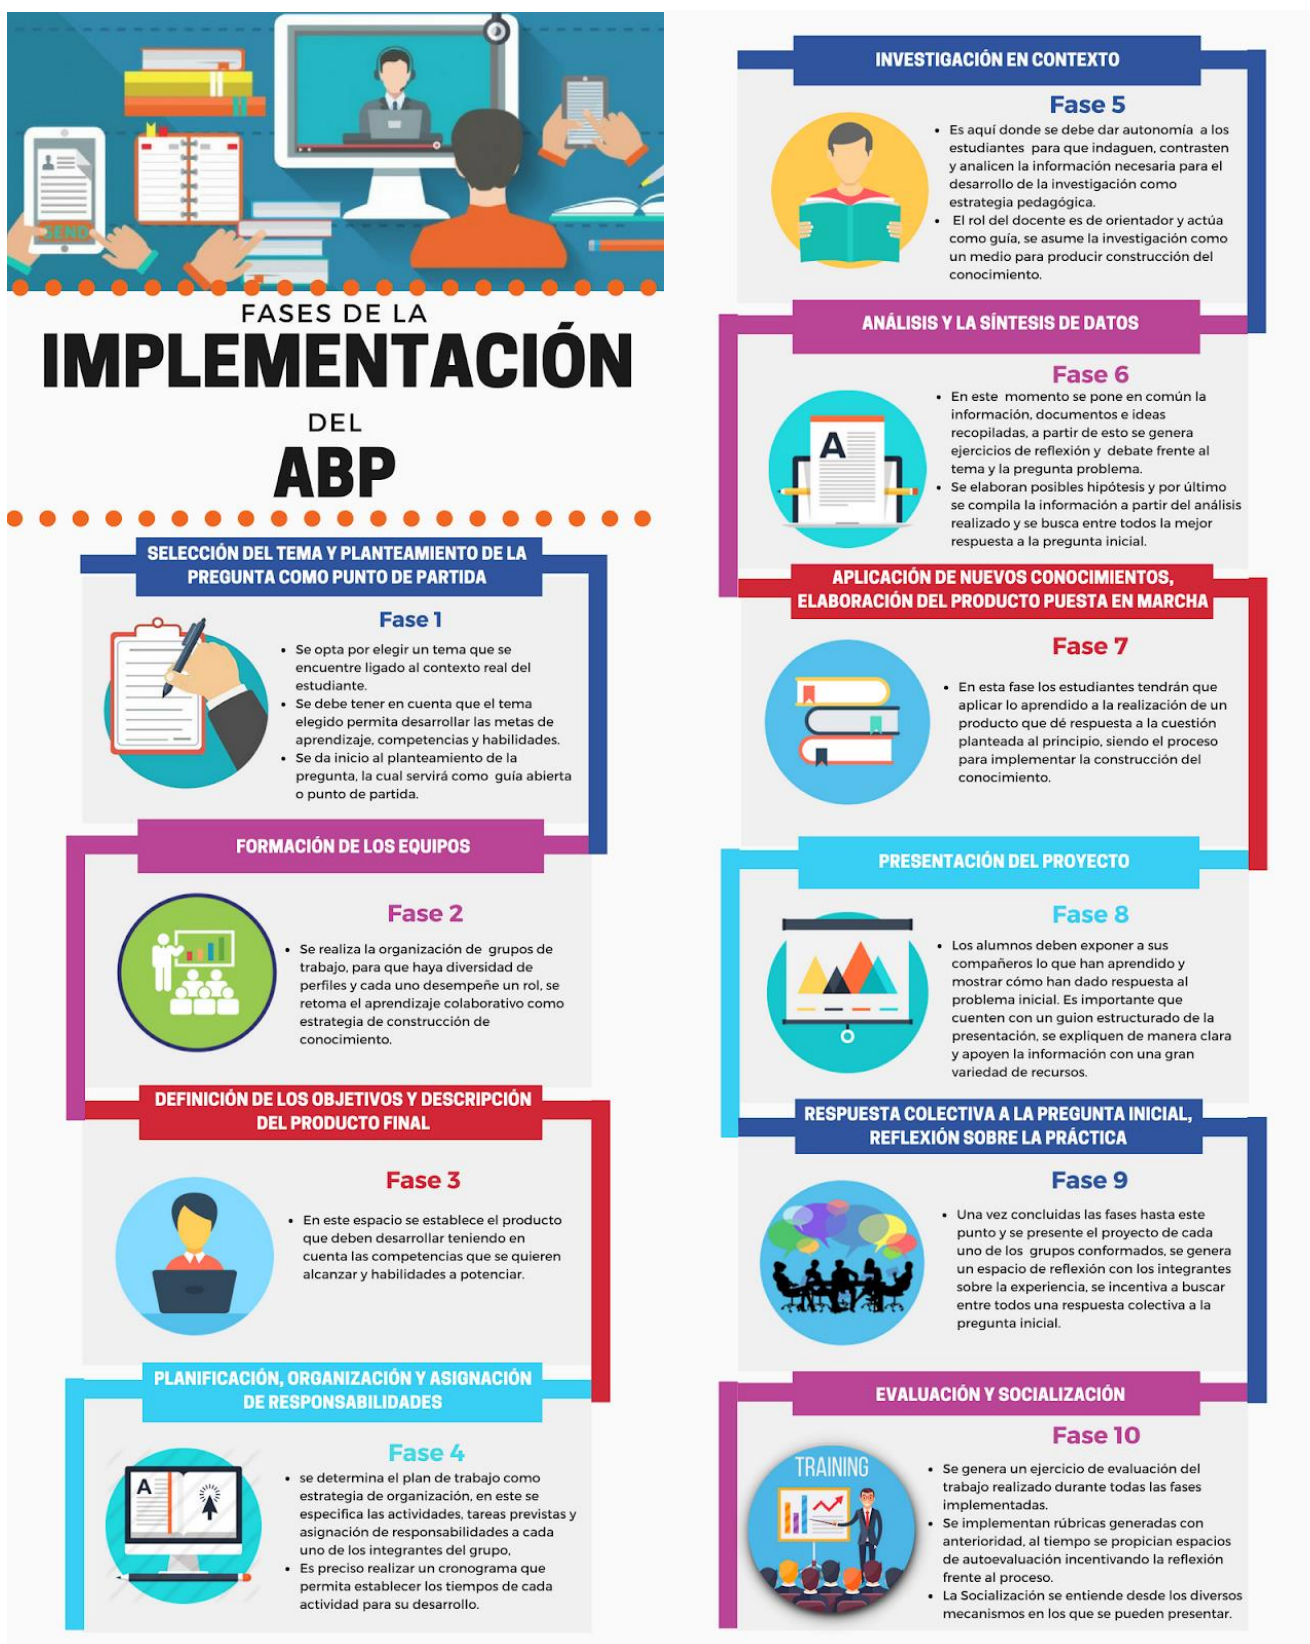 SEND
FASES DE LA
IMPLEMENTACIÓN
DEL
ABP
SELECCIÓN DEL TEMA Y PLANTEAMIENTO DE LA
PREGUNTA COMO PUNTO DE PARTIDA
Fase 1
• Se opta por elegir un tema que se
encuentre ligado al contexto real del
estudiante.
• Se debe tener en cuenta que el tema
elegido permita desarrollar las metas de
aprendizaje, competencias y habilidades.
• Se da inicio al planteamiento de la
pregunta, la cual servirá como guía abierta
o punto de partida.
FORMACIÓN DE LOS EQUIPOS
Fase 2
• Se realiza la organización de grupos de
trabajo, para que haya diversidad de
perfiles y cada uno desempeñe un rol, se
retoma el aprendizaje colaborativo como
estrategia de construcción de
conocimiento.
DEFINICIÓN DE LOS OBJETIVOS Y DESCRIPCIÓN
DEL PRODUCTO FINAL
Fase 3
• En este espacio se establece el producto
que deben desarrollar teniendo en
cuenta las competencias que se quieren
alcanzar y habilidades a potenciar.
PLANIFICACIÓN, ORGANIZACIÓN Y ASIGNACIÓN
DE RESPONSABILIDADES
Fase 4
A
• se determina el plan de trabajo como
estrategia de organización, en este se
especifica las actividades, tareas previstas y
asignación de responsabilidades a cada
uno de los integrantes del grupo,
• Es preciso realizar un cronograma que
permita establecer los tiempos de cada
actividad para su desarrollo.
INVESTIGACIÓN EN CONTEXTO
Fase 5
• Es aquí donde se debe dar autonomía a los
estudiantes para que indaguen, contrasten
y analicen la información necesaria para el
desarrollo de la investigación como
estrategia pedagógica.
• El rol del docente es de orientador y actúa
como guía, se asume la investigación como
un medio para producir construcción del
conocimiento.
ANÁLISIS Y LA SÍNTESIS DE DATOS
Fase 6
A
• En este momento se pone en común la
información, documentos e ideas
recopiladas, a partir de esto se genera
ejercicios de reflexión y debate frente al
tema y la pregunta problema.
• Se elaboran posibles hipótesis y por último
se compila la información a partir del análisis
realizado y se busca entre todos la mejor
respuesta a la pregunta inicial.
APLICACIÓN DE NUEVOS CONOCIMIENTOS,
ELABORACIÓN DEL PRODUCTO PUESTA EN MARCHA
Fase 7
• En esta fase los estudiantes tendrán que
aplicar lo aprendido a la realización de un
producto que dé respuesta a la cuestión
planteada al principio, siendo el proceso
para implementar la construcción del
conocimiento.
PRESENTACIÓN DEL PROYECTO
Fase 8
• Los alumnos deben exponer a sus
compañeros lo que han aprendido y
mostrar cómo han dado respuesta al
problema inicial. Es importante que
cuenten con un guion estructurado de la
presentación, se expliquen de manera clara
y apoyen la información con una gran
variedad de recursos.
RESPUESTA COLECTIVA A LA PREGUNTA INICIAL,
REFLEXIÓN SOBRE LA PRÁCTICA
Fase 9
• Una vez concluidas las fases hasta este
punto y se presente el proyecto de cada
uno de los grupos conformados, se genera
un espacio de reflexión con los integrantes
sobre la experiencia, se incentiva a buscar
entre todos una respuesta colectiva a la
pregunta inicial.
EVALUACIÓN Y SOCIALIZACIÓN
Fase 10
TRAINING
• Se genera un ejercicio de evaluación del
trabajo realizado durante todas las fases
implementadas.
• Se implementan rúbricas generadas con
anterioridad, al tiempo se propician espacios
de autoevaluación incentivando la reflexión
frente al proceso.
• La Socialización se entiende desde los diversos
mecanismos en los que se pueden presentar.